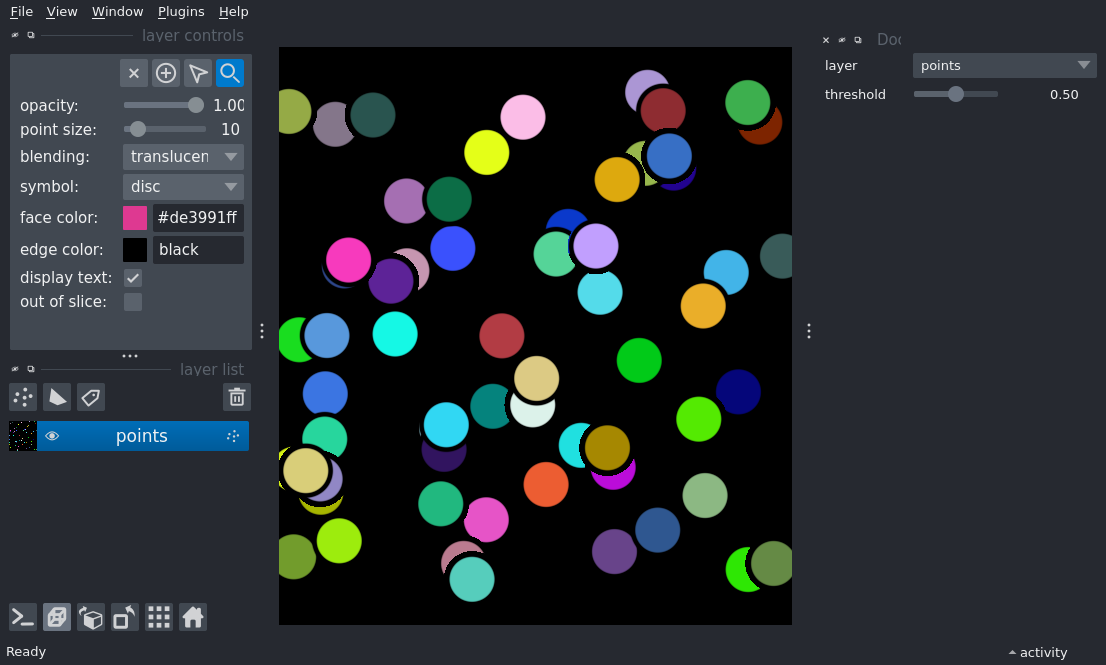 File View Window Plugins Help
layer controls
opacity: 1.00
point size: 10
blending: translucen
symbol: disc
face color: #de3991ff
edge color: black
display text:
out of slice:
layer list
points
Ready
Doc
layer points
threshold 0.50
activity